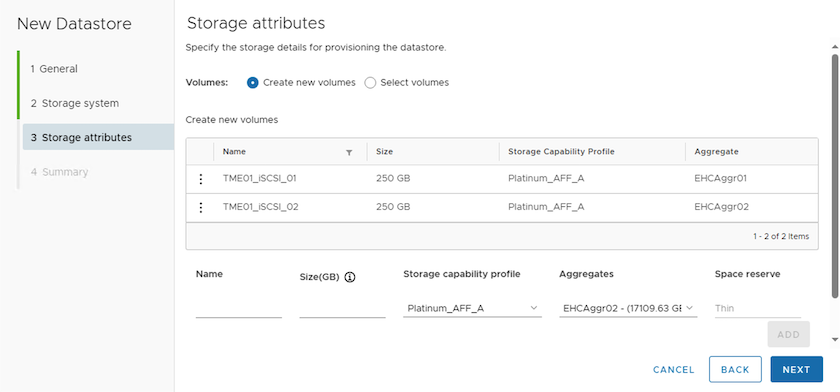 New Datastore
1 General
2 Storage system
3 Storage attributes
4 Summary
Storage attributes
Specify the storage details for provisioning the datastore.
Volumes: Create new volumes Select volumes
Create new volumes
Name Size Storage Capability Profile Aggregate
TME01_iSCSI_01 250 GB Platinum_AFF_A EHCAggr01
TME01_iSCSI_02 250 GB Platinum_AFF_A EHCAggr02
1 - 2 of 2 Items
Name Size(GB) Storage capability profile Aggregates Space reserve
Platinum_AFF_A EHCAggr02 - (17109.63 GE Thin
ADD
CANCEL BACK NEXT